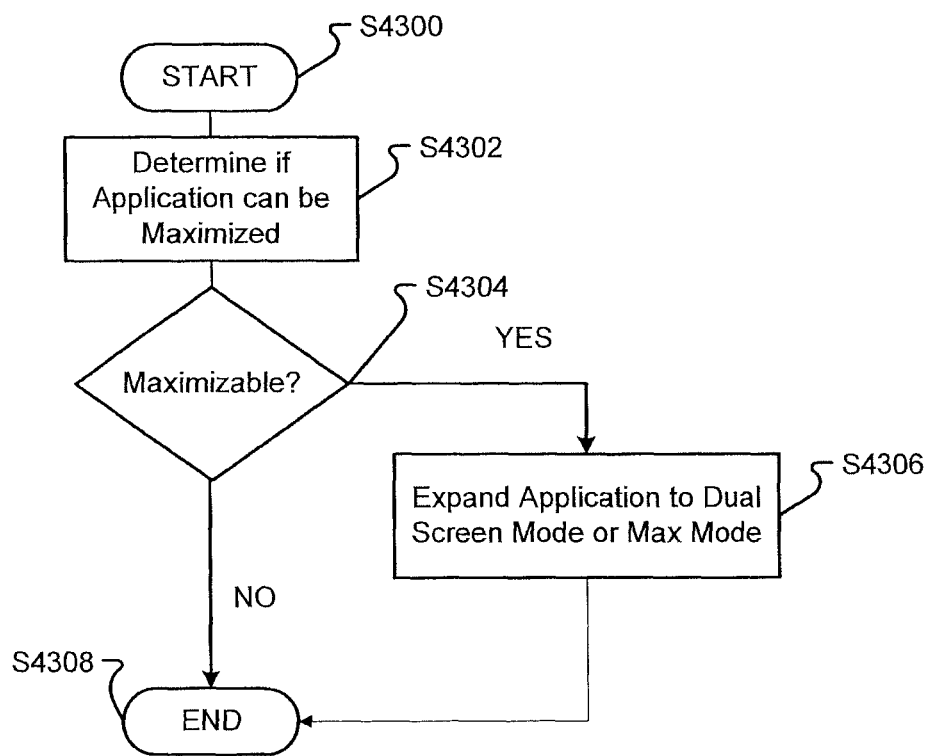 S4300
START
S4302
Determine if
Application can be
Maximized
S4304
YES
Maximizable?
S4306
Expand Application to Dual
Screen Mode or Max Mode
NO
S4308
END